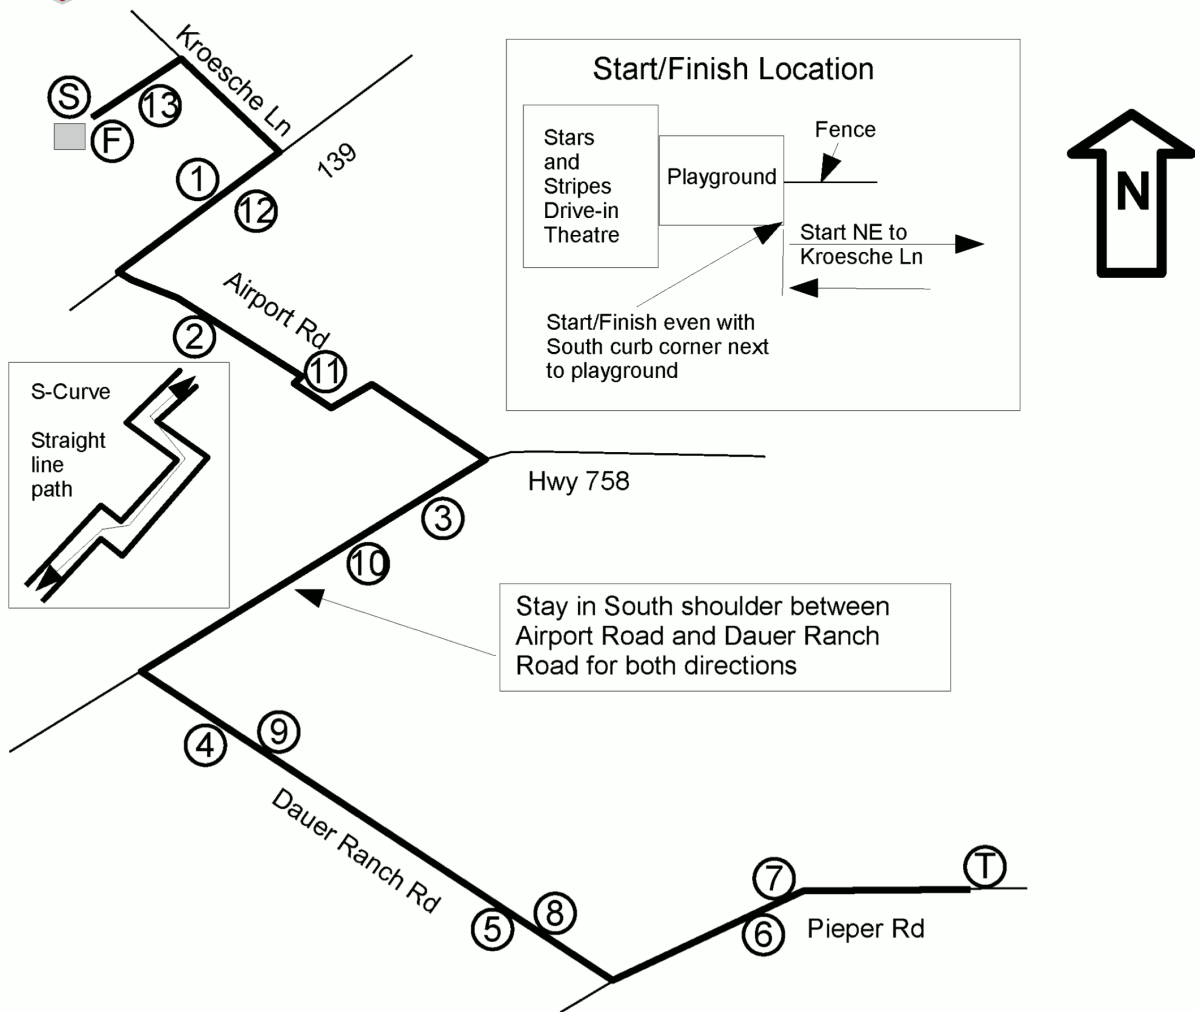 Kroesche Ln
S
13
F
1
139
12
Airport Rd
2
11
Start/Finish Location
Stars
and
Stripes
Drive-in
Theatre
Playground
Fence
Start NE to
Kroesche Ln
Start/Finish even with
South curb corner next
to playground
N
S-Curve
Straight
line
path
Hwy 758
3
10
Stay in South shoulder between
Airport Road and Dauer Ranch
Road for both directions
4
9
Dauer Ranch Rd
5
8
7
6
T
Pieper Rd